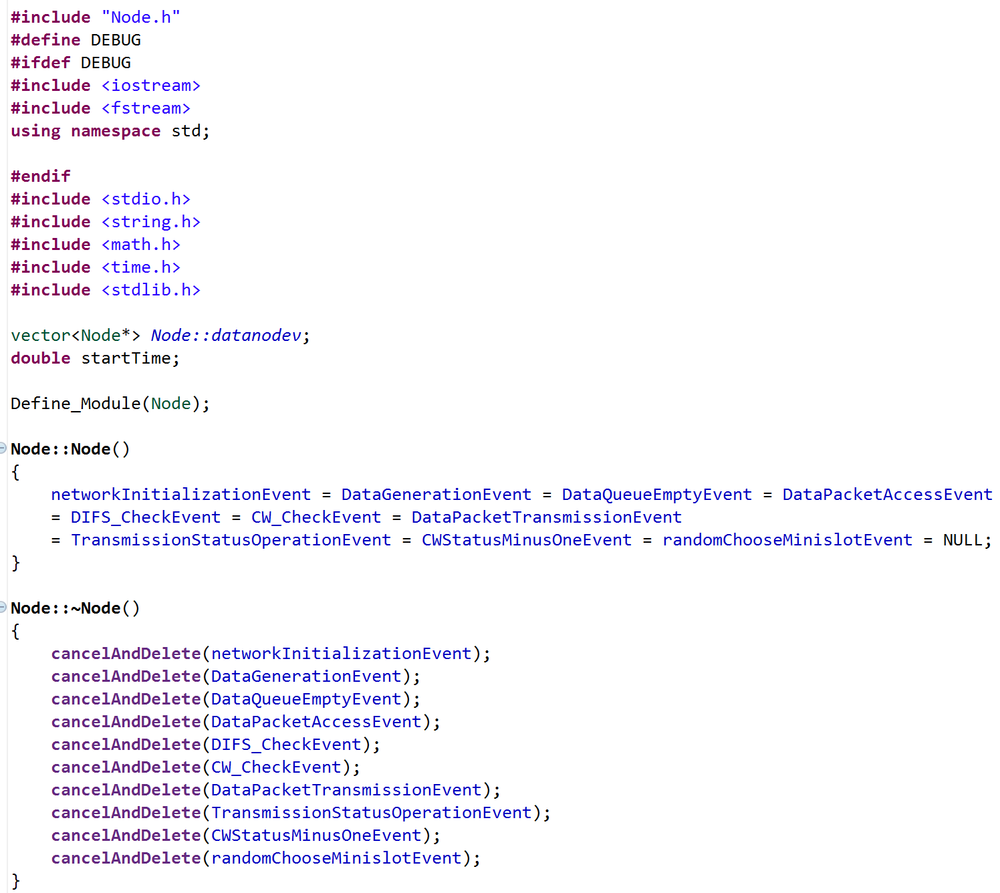 #include "Node.h"
#define DEBUG
#ifdef DEBUG
#include <iostream>
#include <fstream>
using namespace std;

#endif
#include <stdio.h>
#include <string.h>
#include <math.h>
#include <time.h>
#include <stdlib.h>

vector<Node*> Node::datanodev;
double startTime;

Define_Module(Node);

Node::Node()
{
    networkInitializationEvent = DataGenerationEvent = DataQueueEmptyEvent = DataPacketAccessEvent
    = DIFS_CheckEvent = CW_CheckEvent = DataPacketTransmissionEvent
    = TransmissionStatusOperationEvent = CWStatusMinusOneEvent = randomChooseMinislotEvent = NULL;
}

Node::~Node()
{
    cancelAndDelete(networkInitializationEvent);
    cancelAndDelete(DataGenerationEvent);
    cancelAndDelete(DataQueueEmptyEvent);
    cancelAndDelete(DataPacketAccessEvent);
    cancelAndDelete(DIFS_CheckEvent);
    cancelAndDelete(CW_CheckEvent);
    cancelAndDelete(DataPacketTransmissionEvent);
    cancelAndDelete(TransmissionStatusOperationEvent);
    cancelAndDelete(CWStatusMinusOneEvent);
    cancelAndDelete(randomChooseMinislotEvent);
}